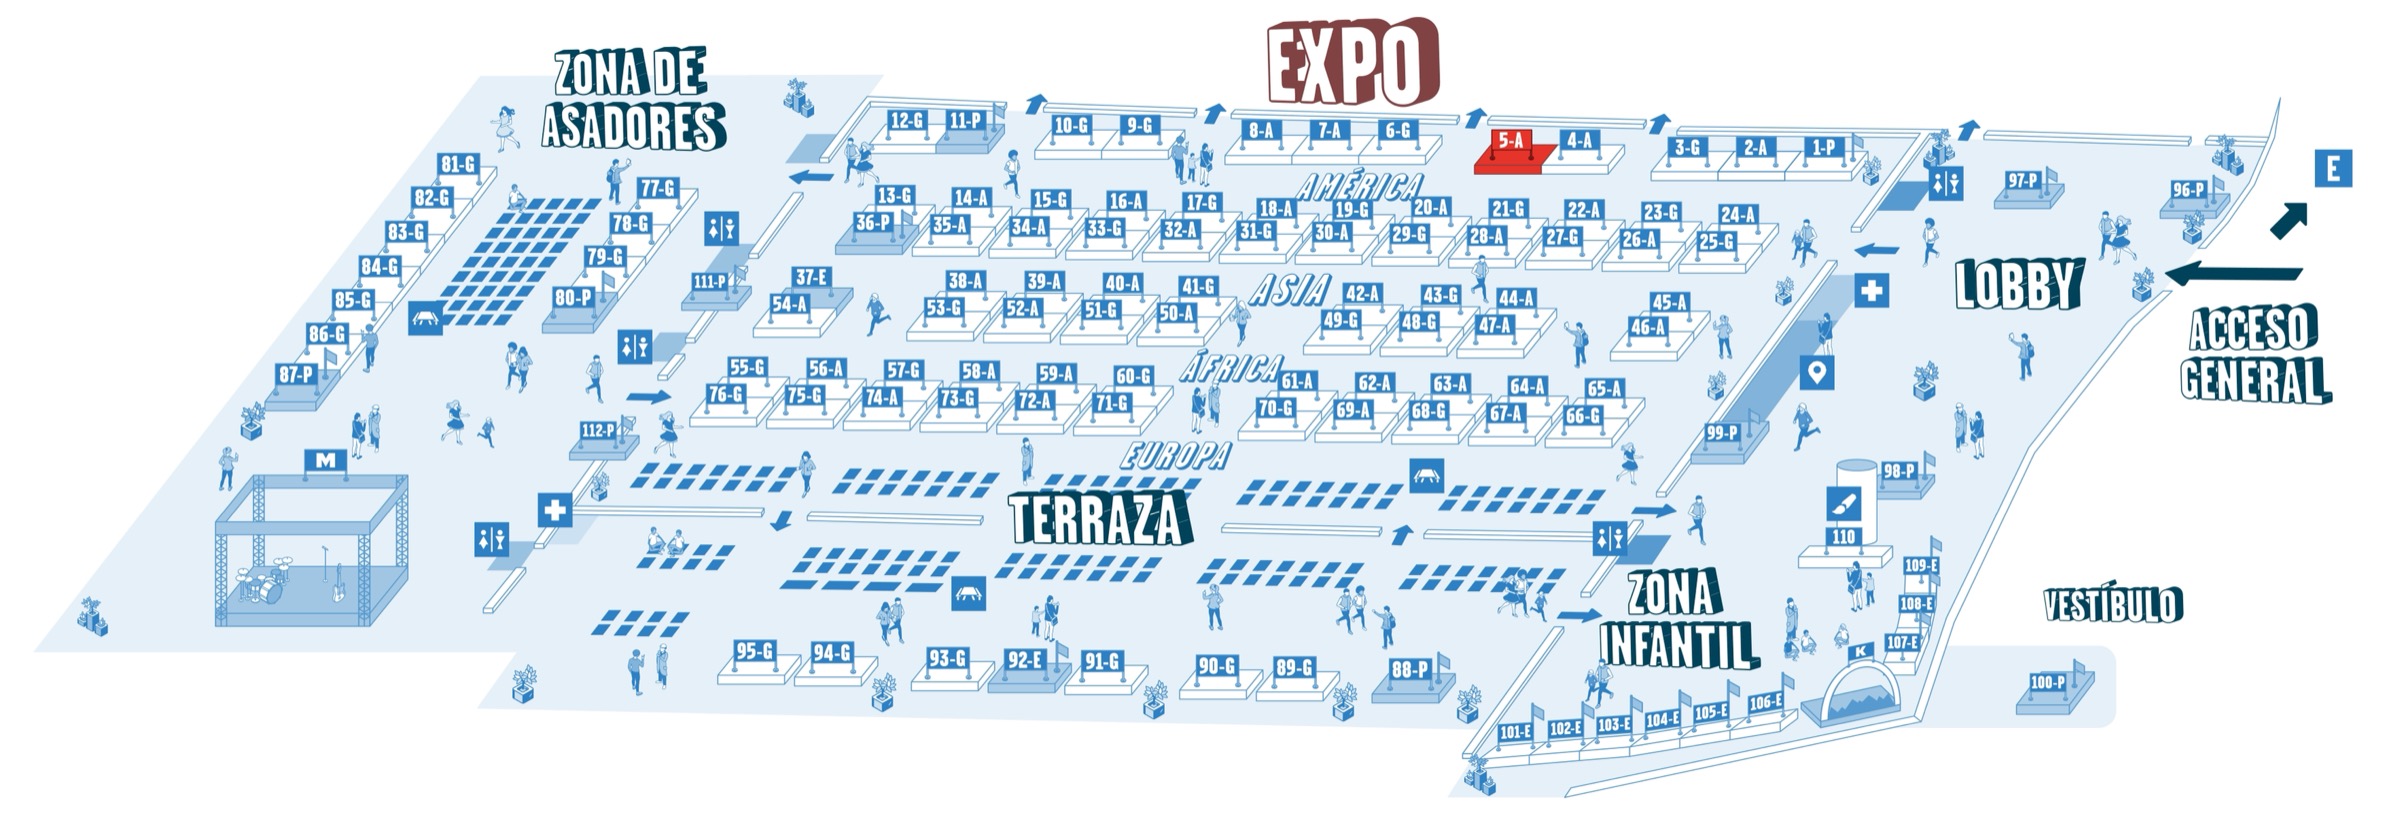 EXPO
ZONA DE
ASADORES
12-G 11-P 10-G 9-G 8-A 7-A 6-G 5-A 4-A 3-G 2-A 1-P
E
AMÉRICA
97-P 96-P
81-G
82-G
83-G
84-G
85-G
86-G
87-P
77-G
78-G
79-G
80-P
13-G 14-A 15-G 16-A 17-G 18-A 19-G 20-A 21-G 22-A 23-G 24-A
36-P 35-A 34-A 33-G 32-A 31-G 30-A 29-G 28-A 27-G 26-A 25-G
LOBBY
ACCESO
GENERAL
ASIA
111-P
37-E 38-A 39-A 40-A 41-G 42-A 43-G 44-A 45-A
54-A 53-G 52-A 51-G 50-A 49-G 48-G 47-A 46-A
ÁFRICA
55-G 56-A 57-G 58-A 59-A 60-G 61-A 62-A 63-A 64-A 65-A
76-G 75-G 74-A 73-G 72-A 71-G 70-G 69-A 68-G 67-A 66-G
112-P
99-P
EUROPA
M
98-P
TERRAZA
110
109-E
108-E
107-E
ZONA
INFANTIL
VESTÍBULO
K
95-G 94-G 93-G 92-E 91-G 90-G 89-G 88-P
100-P
101-E 102-E 103-E 104-E 105-E 106-E